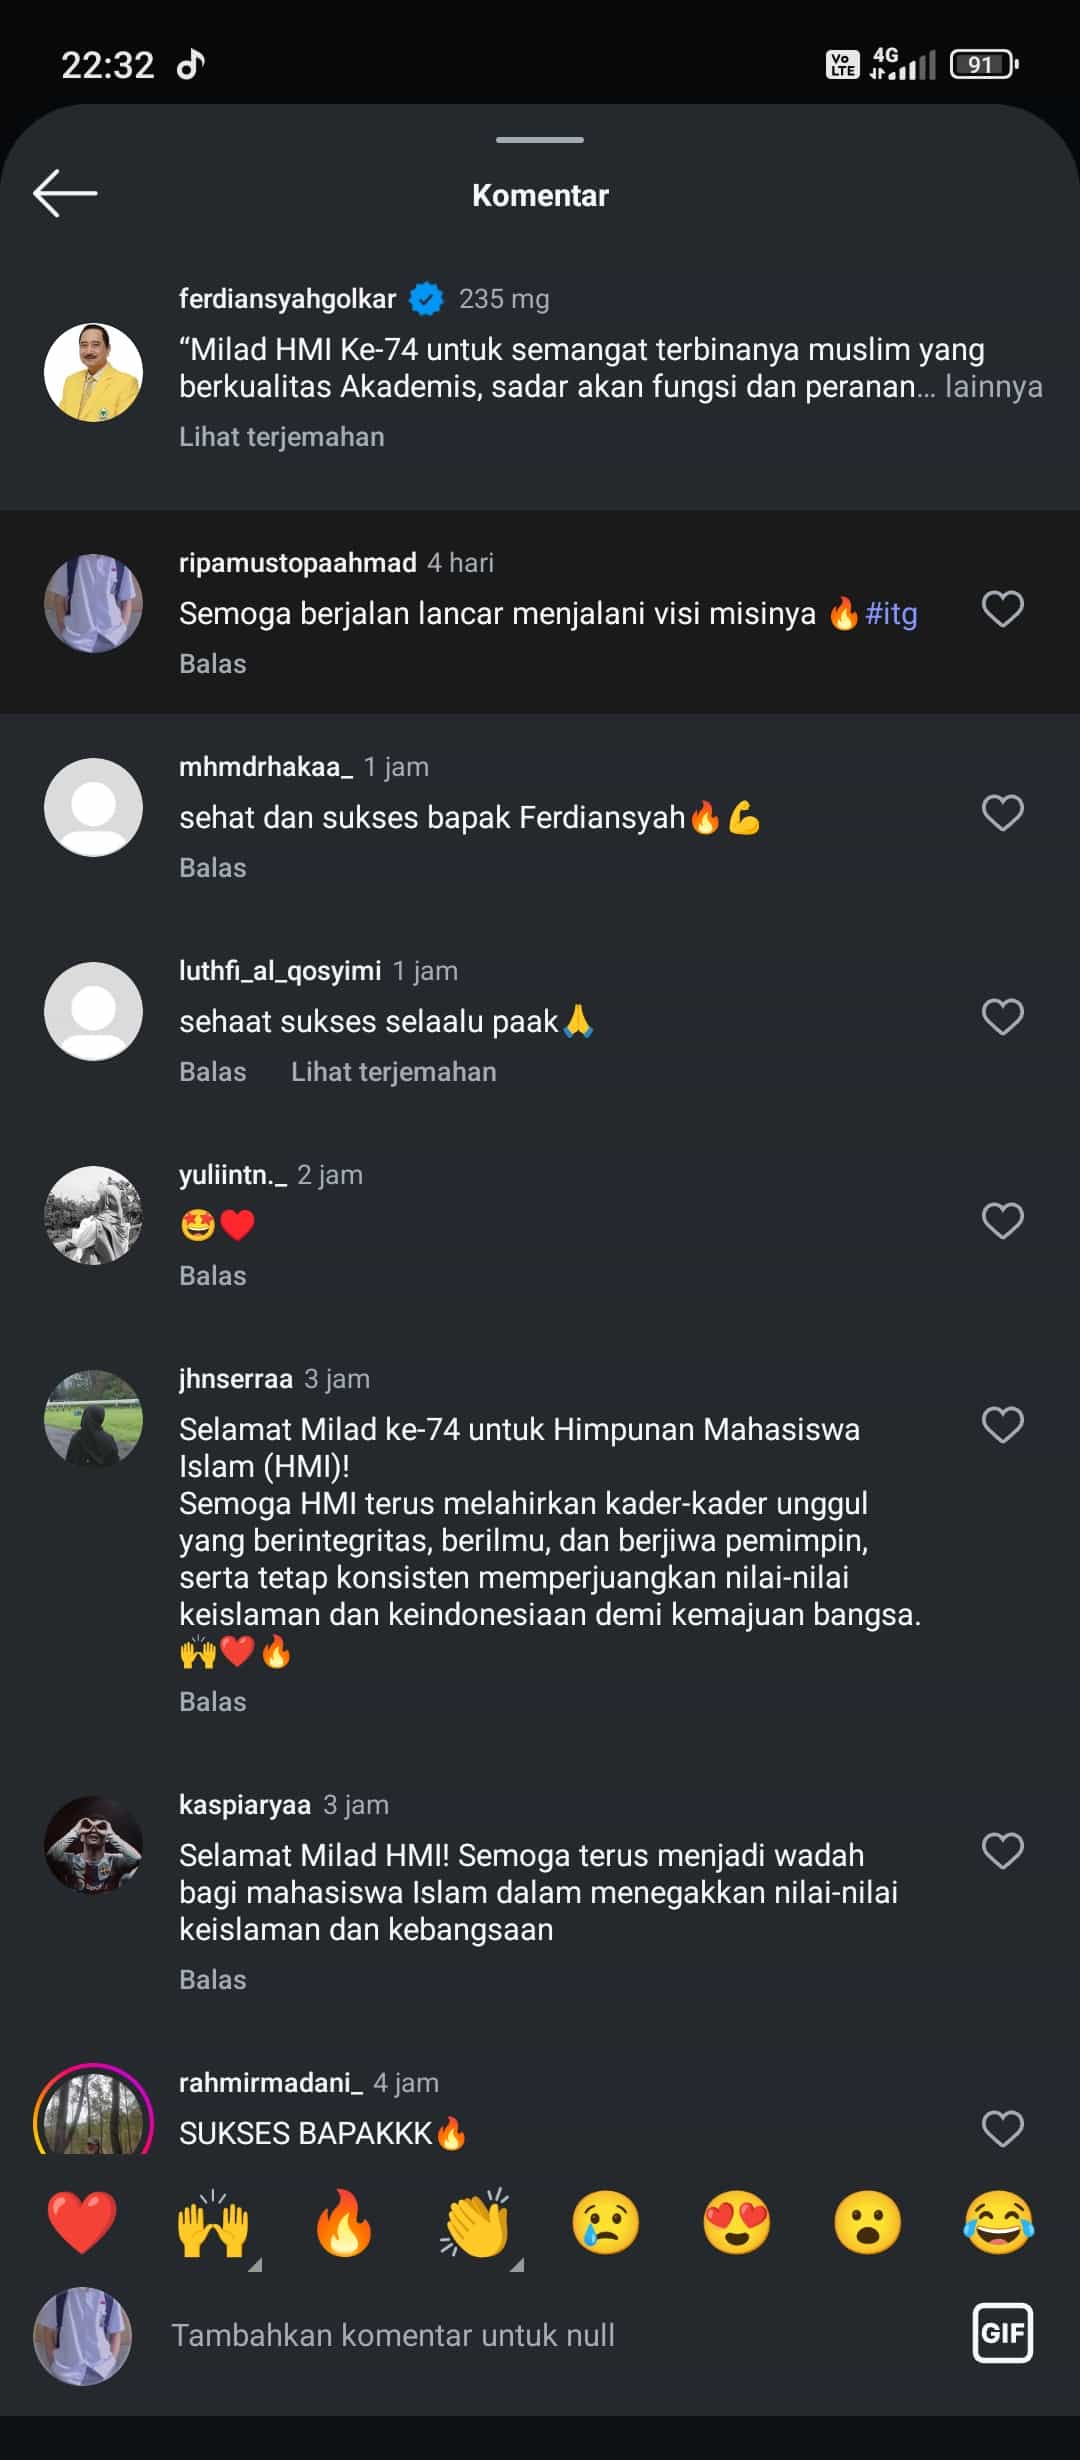 22:32
Vo LTE 4G 91
Komentar
ferdiansyahgolkar 235 mg
“Milad HMI Ke-74 untuk semangat terbinanya muslim yang
berkualitas Akademis, sadar akan fungsi dan peranan... lainnya
Lihat terjemahan
ripamustopaahmad 4 hari
Semoga berjalan lancar menjalani visi misinya 🔥#itg
Balas
mhmdrhakaa_ 1 jam
sehat dan sukses bapak Ferdiansyah🔥💪
Balas
luthfi_al_qosyimi 1 jam
sehaat sukses selaalu paak🙏
Balas Lihat terjemahan
yuliintn._ 2 jam
🤩❤️
Balas
jhnserraa 3 jam
Selamat Milad ke-74 untuk Himpunan Mahasiswa
Islam (HMI)!
Semoga HMI terus melahirkan kader-kader unggul
yang berintegritas, berilmu, dan berjiwa pemimpin,
serta tetap konsisten memperjuangkan nilai-nilai
keislaman dan keindonesiaan demi kemajuan bangsa.
🙌❤️🔥
Balas
kaspiaryaa 3 jam
Selamat Milad HMI! Semoga terus menjadi wadah
bagi mahasiswa Islam dalam menegakkan nilai-nilai
keislaman dan kebangsaan
Balas
rahmirmadani_ 4 jam
SUKSES BAPAKKK🔥
❤️🙌🔥👏😢😍😮😂
Tambahkan komentar untuk null
GIF